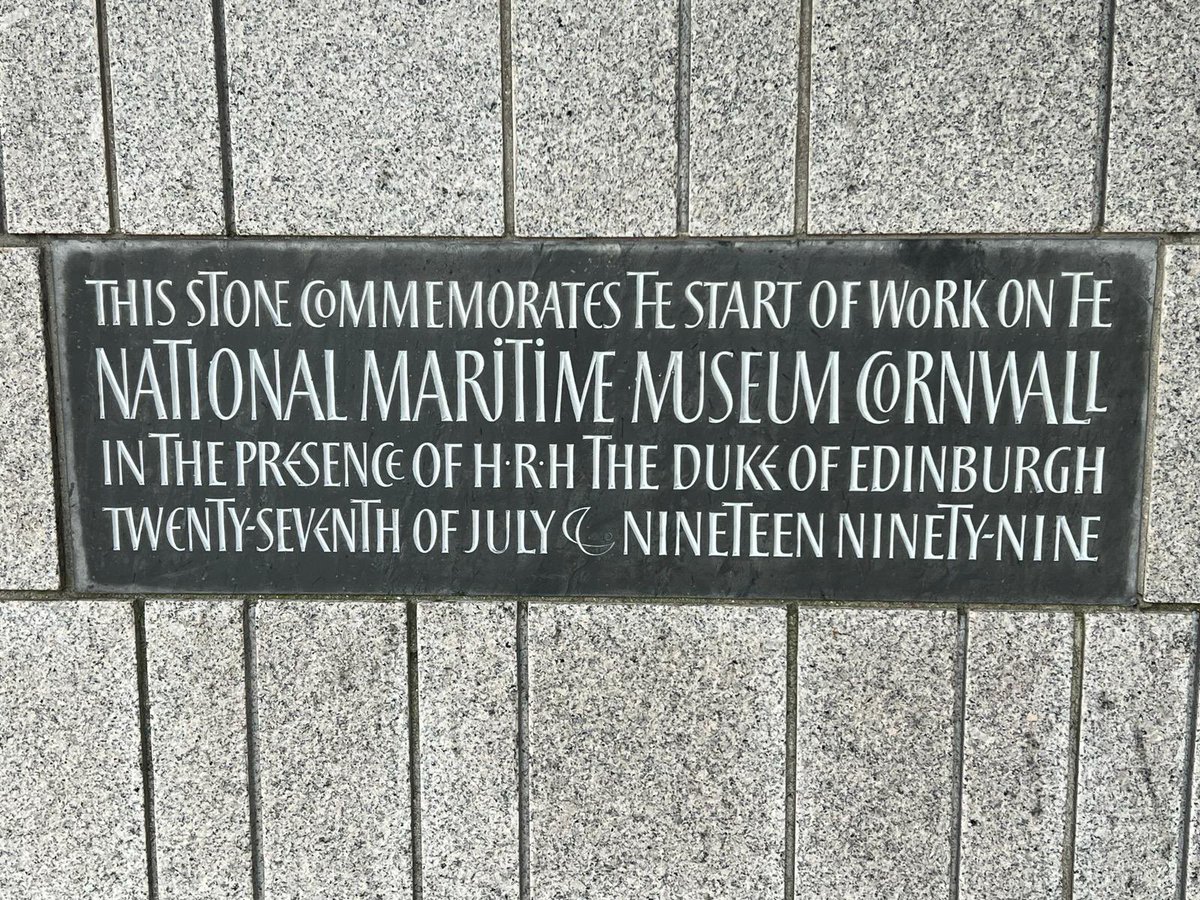 THIS STONE COMMEMORATES THE START OF WORK ON THE
NATIONAL MARITIME MUSEUM CORNWALL
IN THE PRESENCE OF H·R·H THE DUKE OF EDINBURGH
TWENTY-SEVENTH OF JULY NINETEEN NINETY-NINE